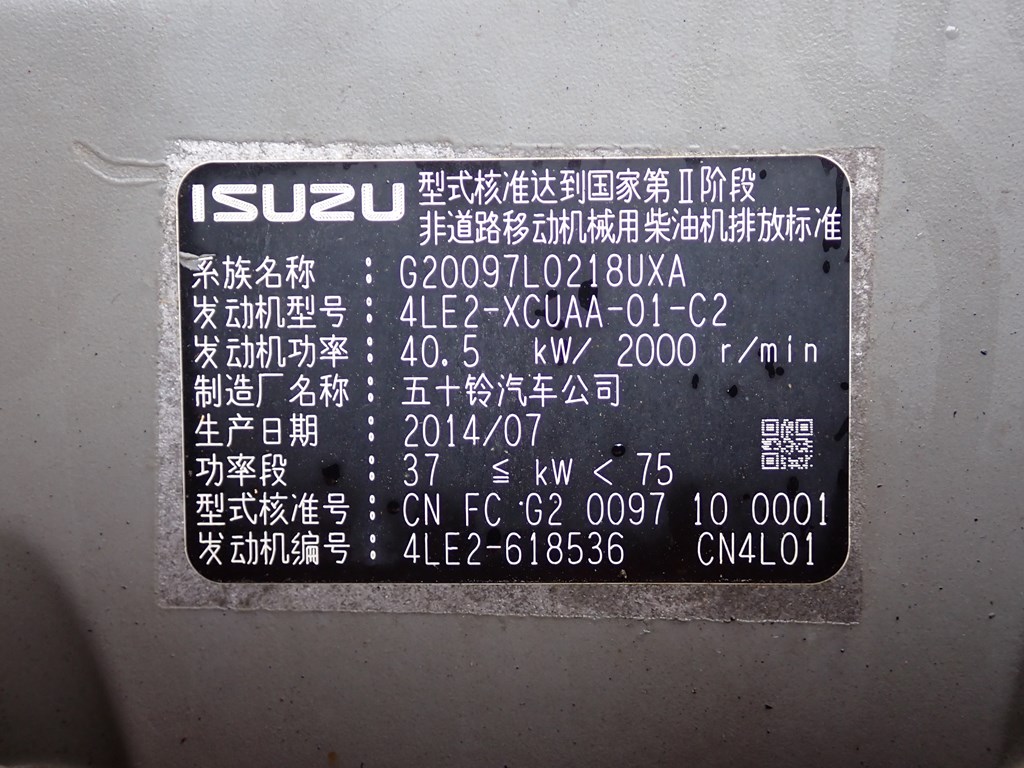 ISUZU 型式核准达到国家第Ⅱ阶段
非道路移动机械用柴油机排放标准
系族名称 : G20097L0218UXA
发动机型号 : 4LE2-XCUAA-01-C2
发动机功率 : 40.5 kW/ 2000 r/min
制造厂名称 : 五十铃汽车公司
生产日期 : 2014/07
功率段 : 37 ≦ kW < 75
型式核准号 : CN FC G2 0097 10 0001
发动机编号 : 4LE2-618536 CN4L01